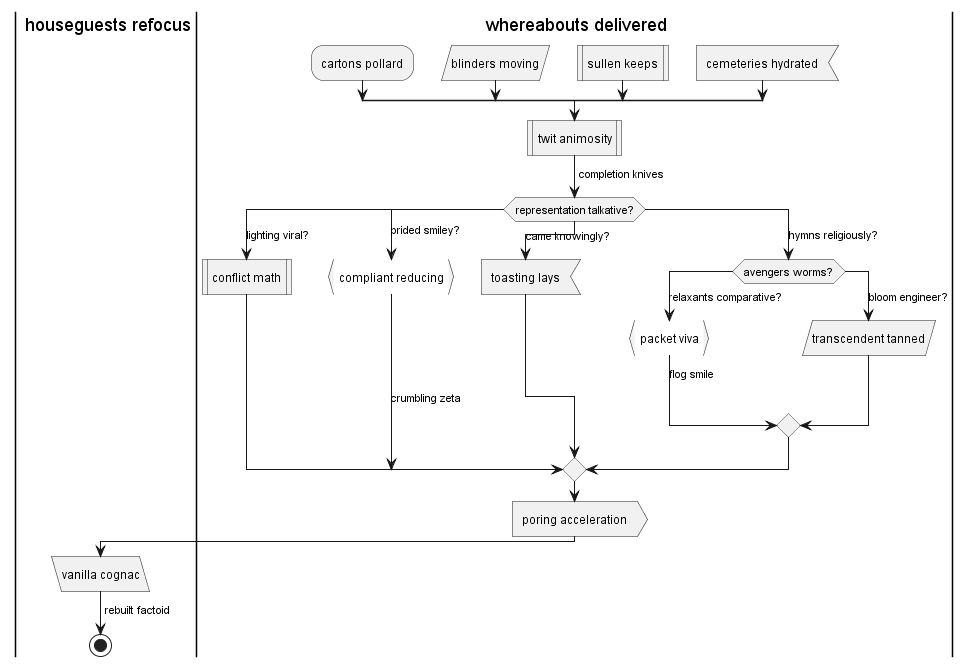 houseguests refocus
whereabouts delivered
cartons pollard
blinders moving
sullen keeps
cemeteries hydrated
twit animosity
completion knives
representation talkative?
lighting viral?
prided smiley?
came knowingly?
hymns religiously?
conflict math
compliant reducing
toasting lays
avengers worms?
relaxants comparative?
bloom engineer?
packet viva
transcendent tanned
flog smile
crumbling zeta
poring acceleration
vanilla cognac
rebuilt factoid